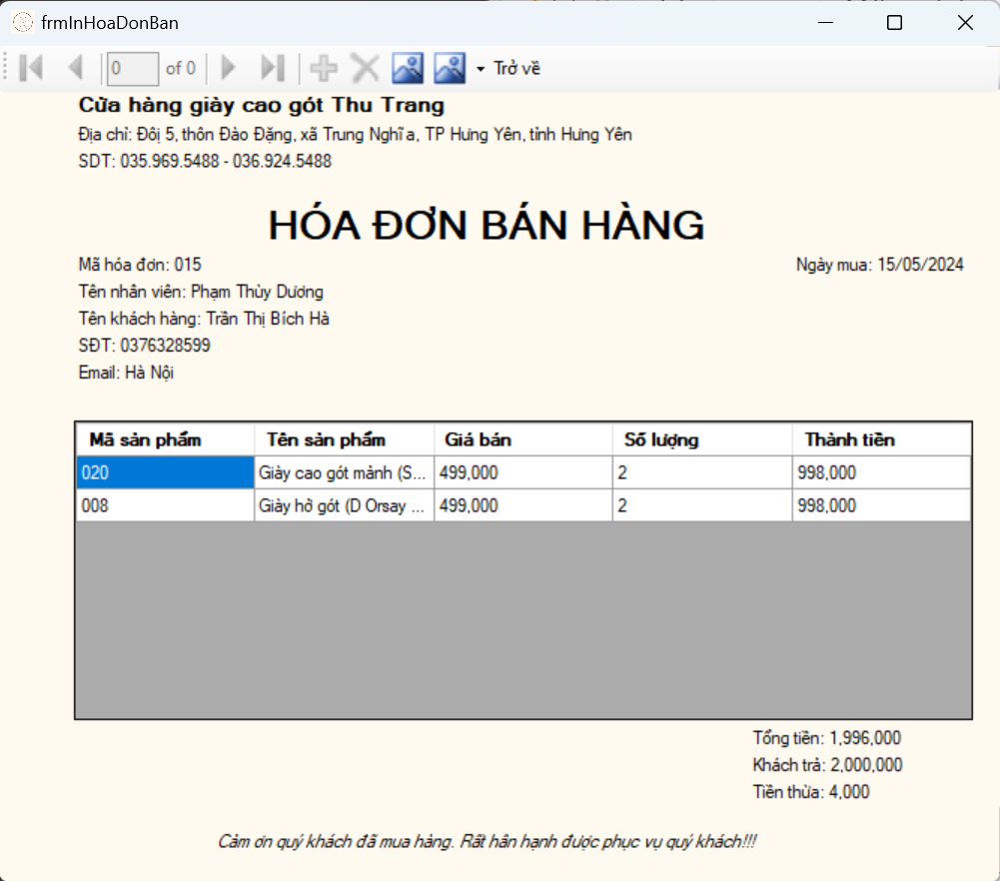 frmInHoaDonBan
0 of 0 Trở về
Cửa hàng giày cao gót Thu Trang
Địa chỉ: Đội 5, thôn Đào Đặng, xã Trung Nghĩa, TP Hưng Yên, tỉnh Hưng Yên
SDT: 035.969.5488 - 036.924.5488
HÓA ĐƠN BÁN HÀNG
Mã hóa đơn: 015 Ngày mua: 15/05/2024
Tên nhân viên: Phạm Thùy Dương
Tên khách hàng: Trần Thị Bích Hà
SĐT: 0376328599
Email: Hà Nội
Mã sản phẩm Tên sản phẩm Giá bán Số lượng Thành tiền
020 Giày cao gót mảnh (S... 499,000 2 998,000
008 Giày hở gót (D Orsay ... 499,000 2 998,000
Tổng tiền: 1,996,000
Khách trả: 2,000,000
Tiền thừa: 4,000
Cảm ơn quý khách đã mua hàng. Rất hân hạnh được phục vụ quý khách!!!